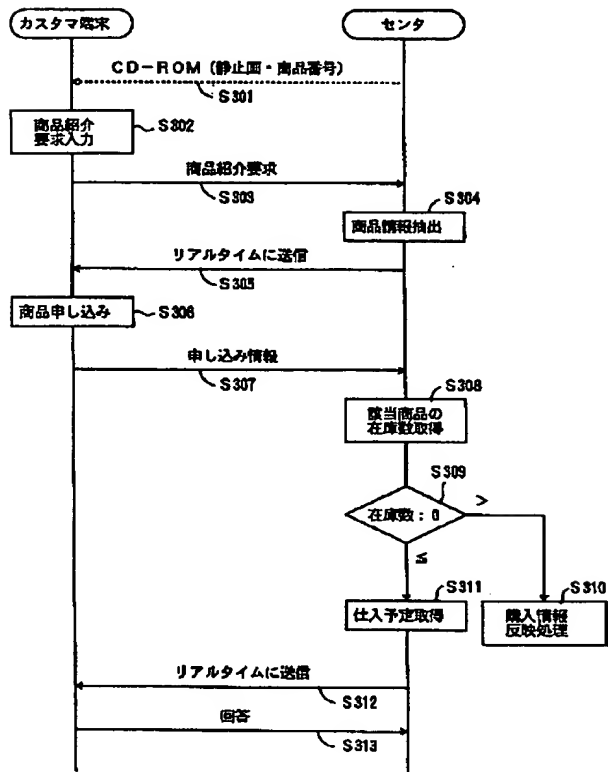 カスタマ端末
センタ
CD-ROM (静止画・商品番号)
S301
商品紹介
要求入力
S302
商品紹介要求
S303
S304
商品情報抽出
リアルタイムに送信
S305
商品申し込み
S306
申し込み情報
S307
S308
該当商品の
在庫数取得
S309
在庫数:0
>
≦
S311
仕入予定取得
S310
購入情報
反映処理
リアルタイムに送信
S312
回答
S313